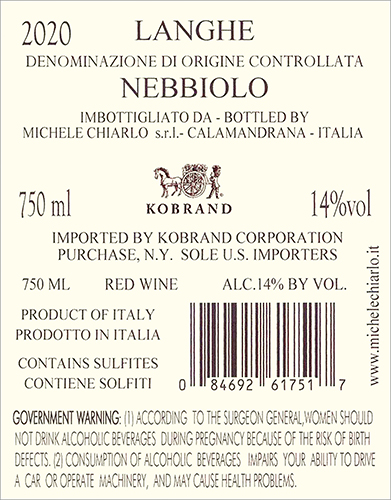 2020 LANGHE
DENOMINAZIONE DI ORIGINE CONTROLLATA
NEBBIOLO
IMBOTTIGLIATO DA - BOTTLED BY
MICHELE CHIARLO s.r.l.- CALAMANDRANA - ITALIA
750 ml KOBRAND 14%vol
IMPORTED BY KOBRAND CORPORATION
PURCHASE, N.Y. SOLE U.S. IMPORTERS
750 ML RED WINE ALC.14% BY VOL.
PRODUCT OF ITALY
PRODOTTO IN ITALIA
CONTAINS SULFITES
CONTIENE SOLFITI
0 84692 61751 7
www.michelechiarlo.it
GOVERNMENT WARNING: (1) ACCORDING TO THE SURGEON GENERAL,WOMEN SHOULD
NOT DRINK ALCOHOLIC BEVERAGES DURING PREGNANCY BECAUSE OF THE RISK OF BIRTH
DEFECTS. (2) CONSUMPTION OF ALCOHOLIC BEVERAGES IMPAIRS YOUR ABILITY TO DRIVE
A CAR OR OPERATE MACHINERY, AND MAY CAUSE HEALTH PROBLEMS.